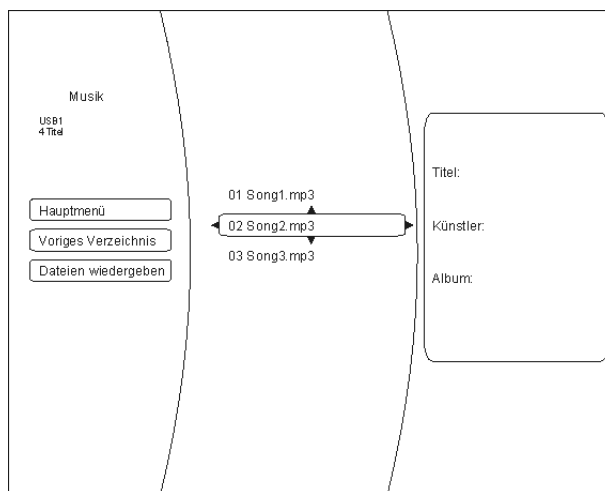 Musik
USB1
4 Titel
Hauptmenü
Voriges Verzeichnis
Dateien wiedergeben
01 Song1.mp3
02 Song2.mp3
03 Song3.mp3
Titel:
Künstler:
Album: